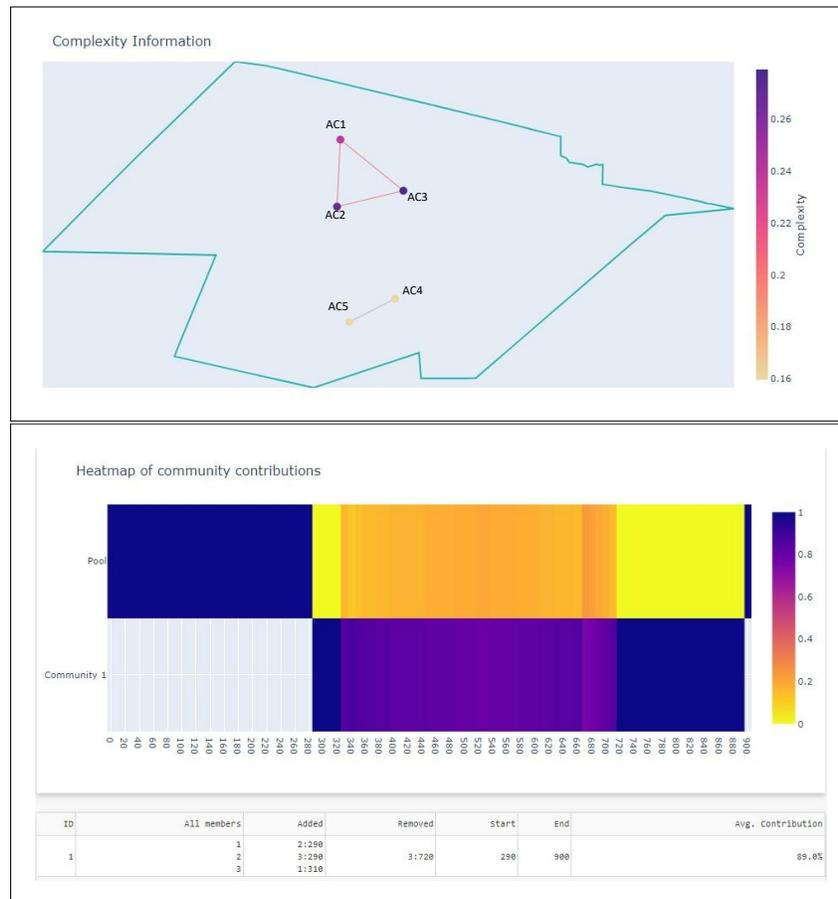 Complexity Information
AC1
AC3
AC2
AC4
AC5
0.26
0.24
0.22
0.2
0.18
0.16
Complexity
Heatmap of community contributions
Pool
Community 1
1
0.8
0.6
0.4
0.2
0
0 20 40 60 80 100 120 140 160 180 200 220 240 260 280 300 320 340 360 380 400 420 440 460 480 500 520 540 560 580 600 620 640 660 680 700 720 740 760 780 800 820 840 860 880 900
ID All members Added Removed Start End Avg. Contribution
1 2:290
1 2 3:290 3:720 290 900 89.0%
3 1:310